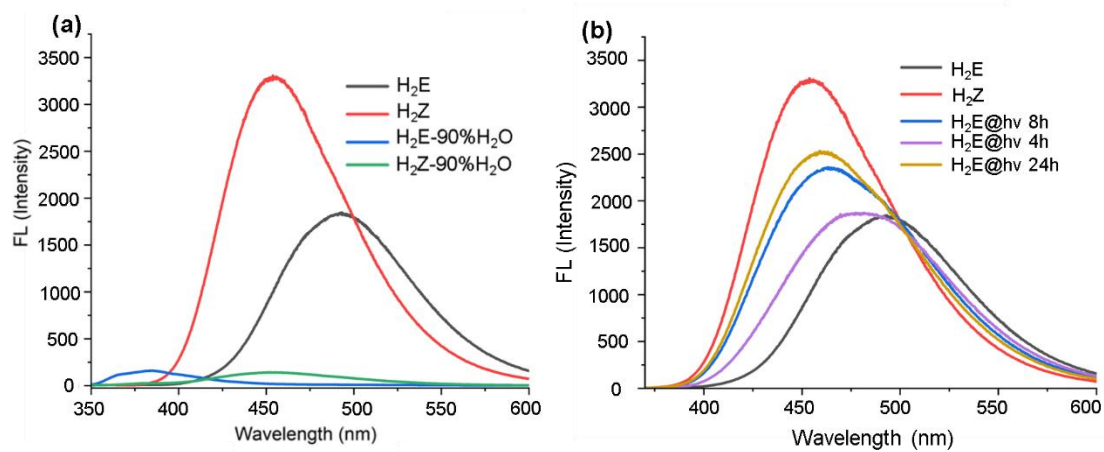 (a)
FL (Intensity)
3500
3000
2500
2000
1500
1000
500
0
350 400 450 500 550 600
Wavelength (nm)
H₂E
H₂Z
H₂E-90%H₂O
H₂Z-90%H₂O
(b)
FL (Intensity)
3500
3000
2500
2000
1500
1000
500
0
400 450 500 550 600
Wavelength (nm)
H₂E
H₂Z
H₂E@hv 8h
H₂E@hv 4h
H₂E@hv 24h